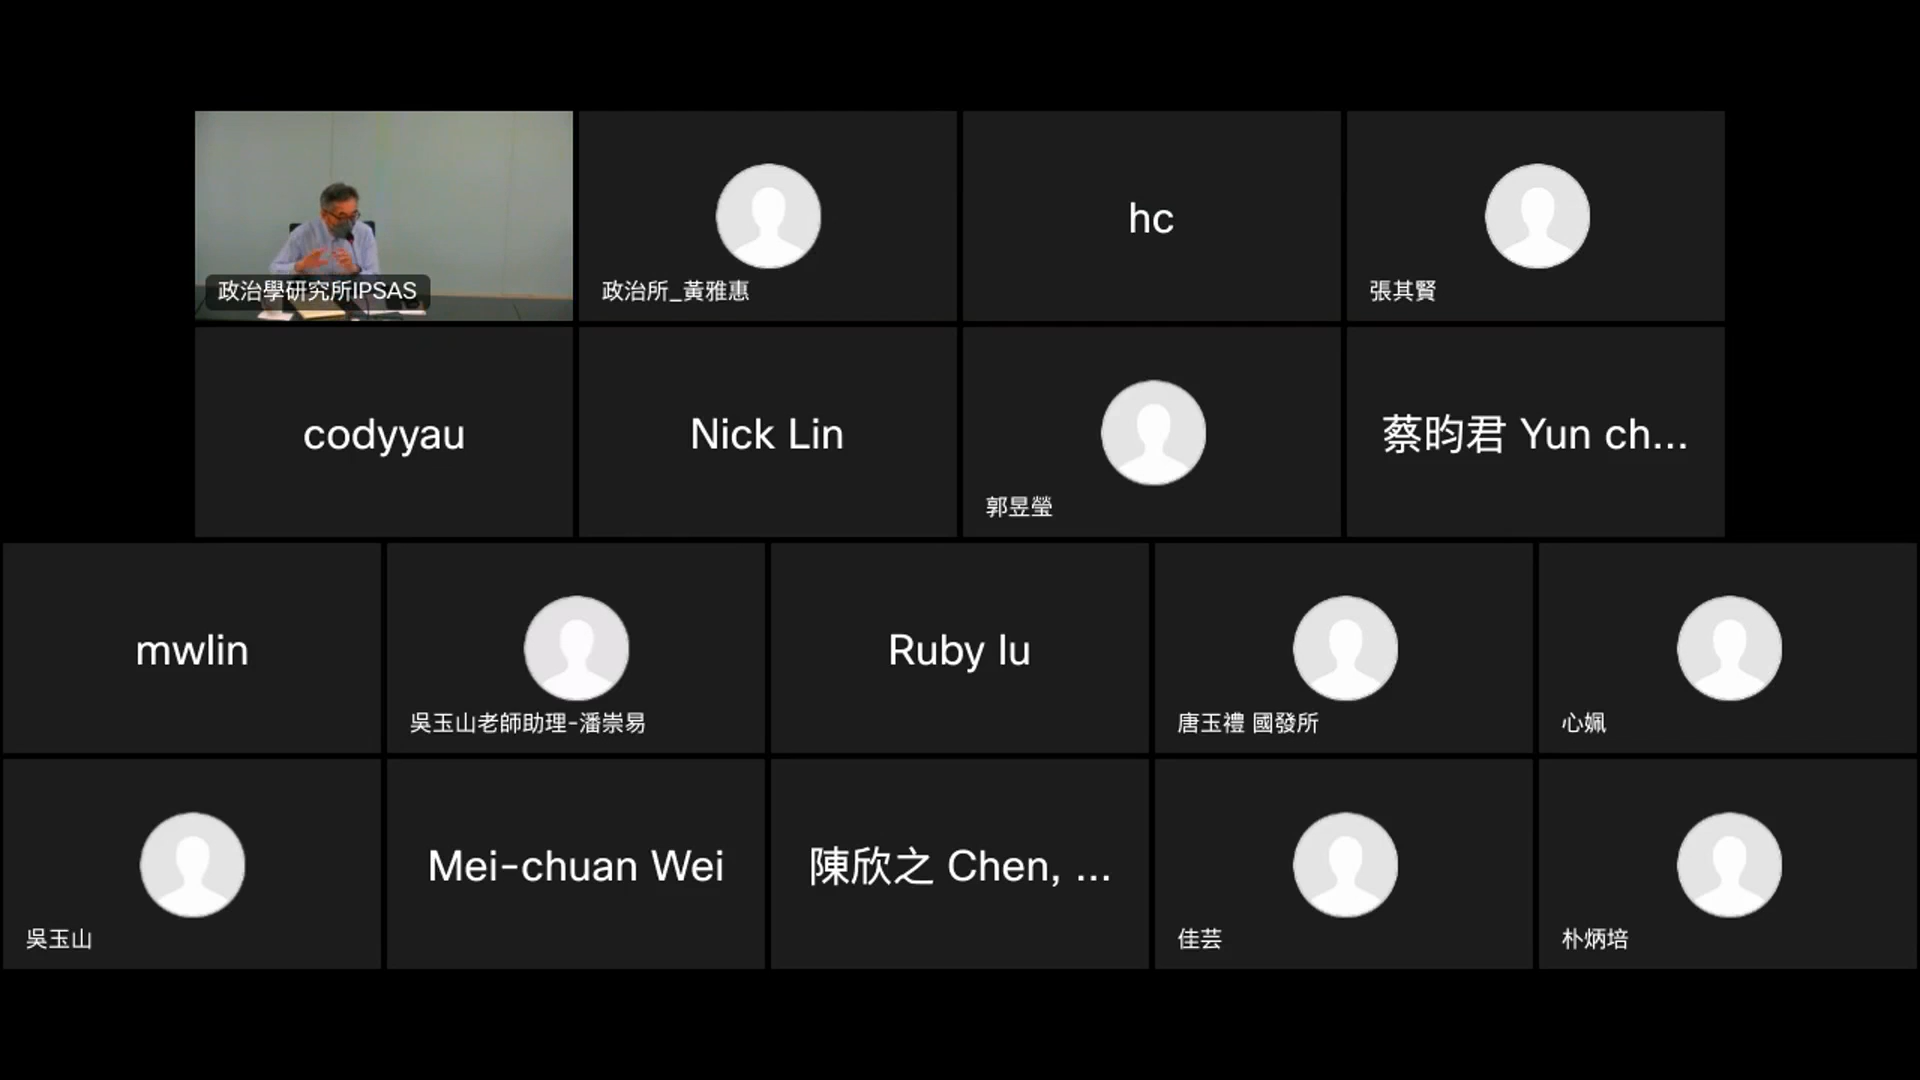 政治學研究所IPSAS
政治所_黃雅惠
hc
張其賢
codyyau
Nick Lin
郭昱瑩
蔡昀君 Yun ch...
mwlin
吳玉山老師助理-潘崇易
Ruby lu
唐玉禮 國發所
心姵
吳玉山
Mei-chuan Wei
陳欣之 Chen, ...
佳芸
朴炳培